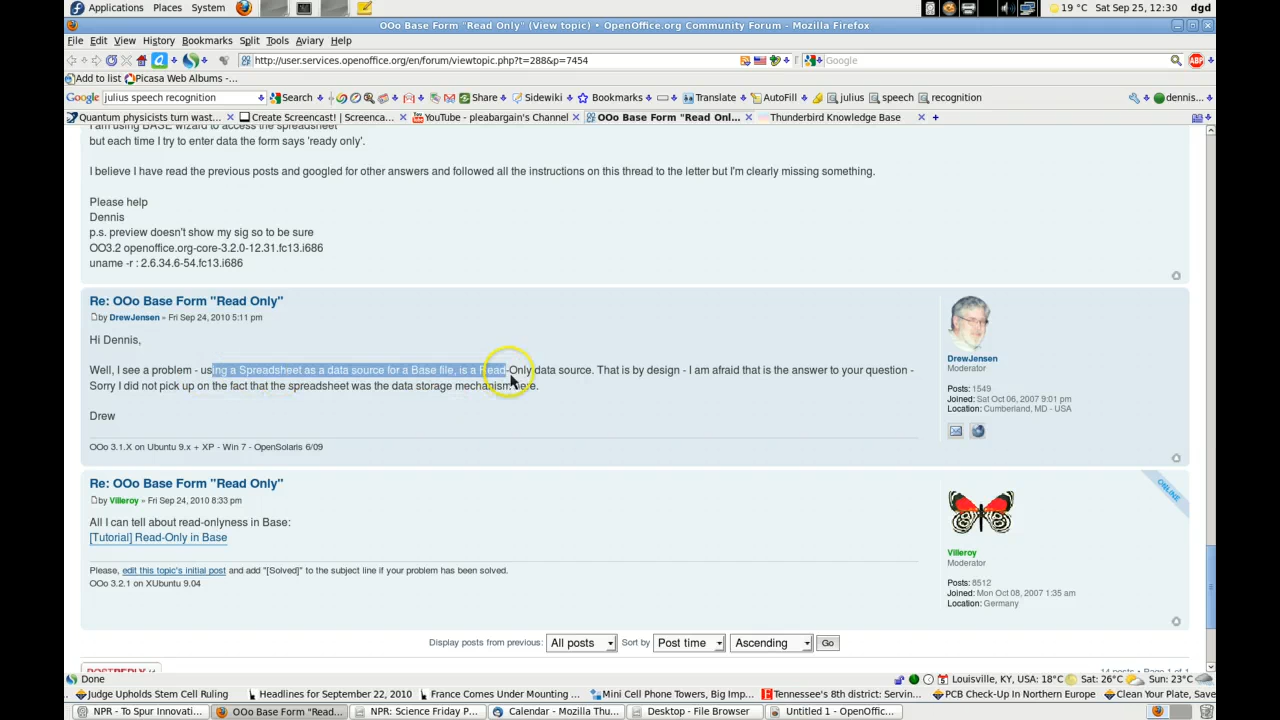 Applications Places System 19 °C Sat Sep 25, 12:30 dgd
OOo Base Form "Read Only" (View topic) • OpenOffice.org Community Forum - Mozilla Firefox
File Edit View History Bookmarks Split Tools Aviary Help
http://user.services.openoffice.org/en/forum/viewtopic.php?t=288&p=7454 Google ABP
Add to list Picasa Web Albums -...
Google julius speech recognition Search Share Sidewiki Bookmarks Translate AutoFill julius speech recognition dennis...
Quantum physicists turn wast... Create Screencast! | Screenca... YouTube - pleabargain's Channel OOo Base Form "Read Onl... Thunderbird Knowledge Base
I am using BASE wizard to access the spreadsheet
but each time I try to enter data the form says 'ready only'.
I believe I have read the previous posts and googled for other answers and followed all the instructions on this thread to the letter but I'm clearly missing something.
Please help
Dennis
p.s. preview doesn't show my sig so to be sure
OO3.2 openoffice.org-core-3.2.0-12.31.fc13.i686
uname -r : 2.6.34.6-54.fc13.i686
Re: OOo Base Form "Read Only"
by DrewJensen » Fri Sep 24, 2010 5:11 pm
Hi Dennis,
Well, I see a problem - using a Spreadsheet as a data source for a Base file, is a Read-Only data source. That is by design - I am afraid that is the answer to your question -
Sorry I did not pick up on the fact that the spreadsheet was the data storage mechanism here.
Drew
OOo 3.1.X on Ubuntu 9.x + XP - Win 7 - OpenSolaris 6/09
DrewJensen
Moderator
Posts: 1549
Joined: Sat Oct 06, 2007 9:01 pm
Location: Cumberland, MD - USA
Re: OOo Base Form "Read Only"
by Villeroy » Fri Sep 24, 2010 8:33 pm
All I can tell about read-onlyness in Base:
[Tutorial] Read-Only in Base
Please, edit this topic's initial post and add "[Solved]" to the subject line if your problem has been solved.
OOo 3.2.1 on XUbuntu 9.04
ONLINE
Villeroy
Moderator
Posts: 8512
Joined: Mon Oct 08, 2007 1:35 am
Location: Germany
Display posts from previous: All posts Sort by Post time Ascending Go
POSTREPLY 14 posts • Page 1 of 1
Done Louisville, KY, USA: 18°C Sat: 26°C Sun: 23°C
Judge Upholds Stem Cell Ruling Headlines for September 22, 2010 France Comes Under Mounting ... Mini Cell Phone Towers, Big Imp... Tennessee's 8th district: Servin... PCB Check-Up In Northern Europe Clean Your Plate, Save
NPR - To Spur Innovati... OOo Base Form "Read... NPR: Science Friday P... Calendar - Mozilla Thu... Desktop - File Browser Untitled 1 - OpenOffic...